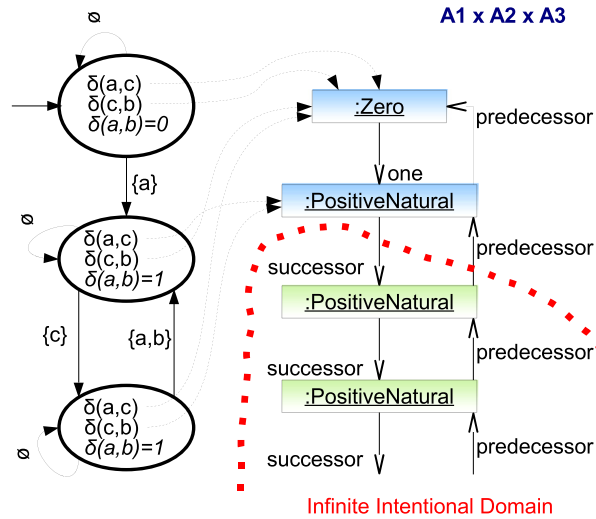 A1 x A2 x A3
ø
δ(a,c)
δ(c,b)
δ(a,b)=0
:Zero
predecessor
{a}
one
:PositiveNatural
ø
δ(a,c)
δ(c,b)
δ(a,b)=1
predecessor
successor
:PositiveNatural
{c}
{a,b}
predecessor
successor
:PositiveNatural
δ(a,c)
δ(c,b)
δ(a,b)=1
ø
predecessor
successor
Infinite Intentional Domain